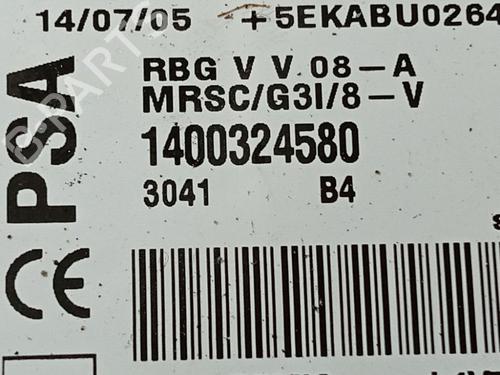 14/07/05 +5EKABU0264
RBG V V 08-A
MRSC/G3I/8-V
1400324580
3041 B4
PSA
CE